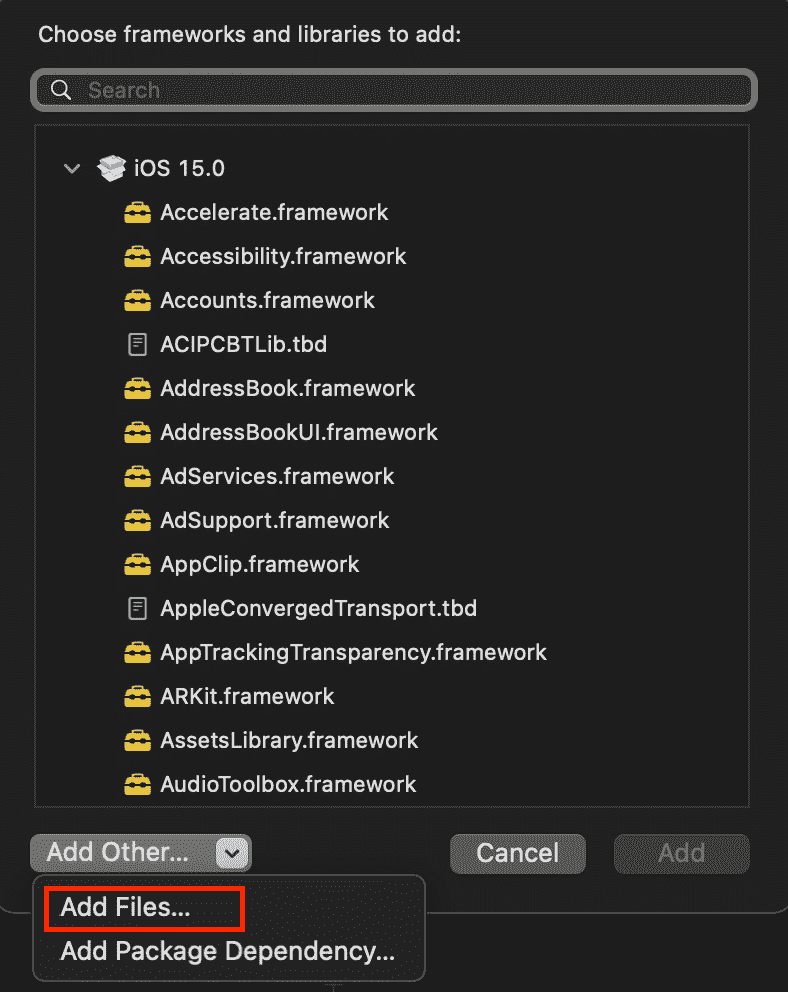 Choose frameworks and libraries to add:
Search
iOS 15.0
Accelerate.framework
Accessibility.framework
Accounts.framework
ACIPCBTLib.tbd
AddressBook.framework
AddressBookUI.framework
AdServices.framework
AdSupport.framework
AppClip.framework
AppleConvergedTransport.tbd
AppTrackingTransparency.framework
ARKit.framework
AssetsLibrary.framework
AudioToolbox.framework
Add Other... Cancel Add
Add Files...
Add Package Dependency...